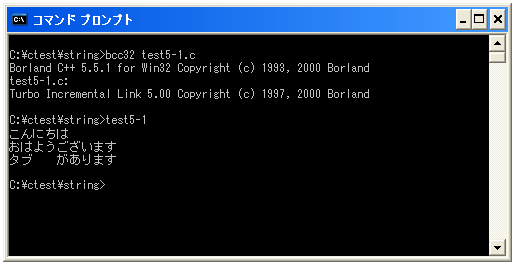 コマンド プロンプト
C:¥ctest¥string>bcc32 test5-1.c
Borland C++ 5.5.1 for Win32 Copyright (c) 1993, 2000 Borland
test5-1.c:
Turbo Incremental Link 5.00 Copyright (c) 1997, 2000 Borland
C:¥ctest¥string>test5-1
こんにちは
おはようございます
タブ　　があります
C:¥ctest¥string>